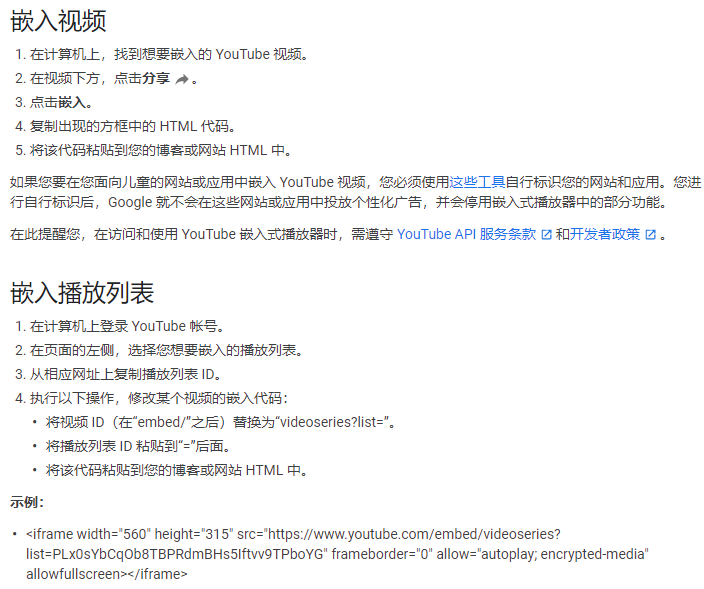 嵌入视频
1. 在计算机上，找到想要嵌入的 YouTube 视频。
2. 在视频下方，点击分享 。
3. 点击嵌入。
4. 复制出现的方框中的 HTML 代码。
5. 将该代码粘贴到您的博客或网站 HTML 中。
如果您要在您面向儿童的网站或应用中嵌入 YouTube 视频，您必须使用这些工具自行标识您的网站和应用。您进
行自行标识后，Google 就不会在这些网站或应用中投放个性化广告，并会停用嵌入式播放器中的部分功能。
在此提醒您，在访问和使用 YouTube 嵌入式播放器时，需遵守 YouTube API 服务条款 和开发者政策 。
嵌入播放列表
1. 在计算机上登录 YouTube 帐号。
2. 在页面的左侧，选择您想要嵌入的播放列表。
3. 从相应网址上复制播放列表 ID。
4. 执行以下操作，修改某个视频的嵌入代码：
• 将视频 ID（在“embed/”之后）替换为“videoseries?list=”。
• 将播放列表 ID 粘贴到“=”后面。
• 将该代码粘贴到您的博客或网站 HTML 中。
示例：
• <iframe width="560" height="315" src="https://www.youtube.com/embed/videoseries?
list=PLx0sYbCqOb8TBPRdmBHs5Iftvv9TPboYG" frameborder="0" allow="autoplay; encrypted-media"
allowfullscreen></iframe>